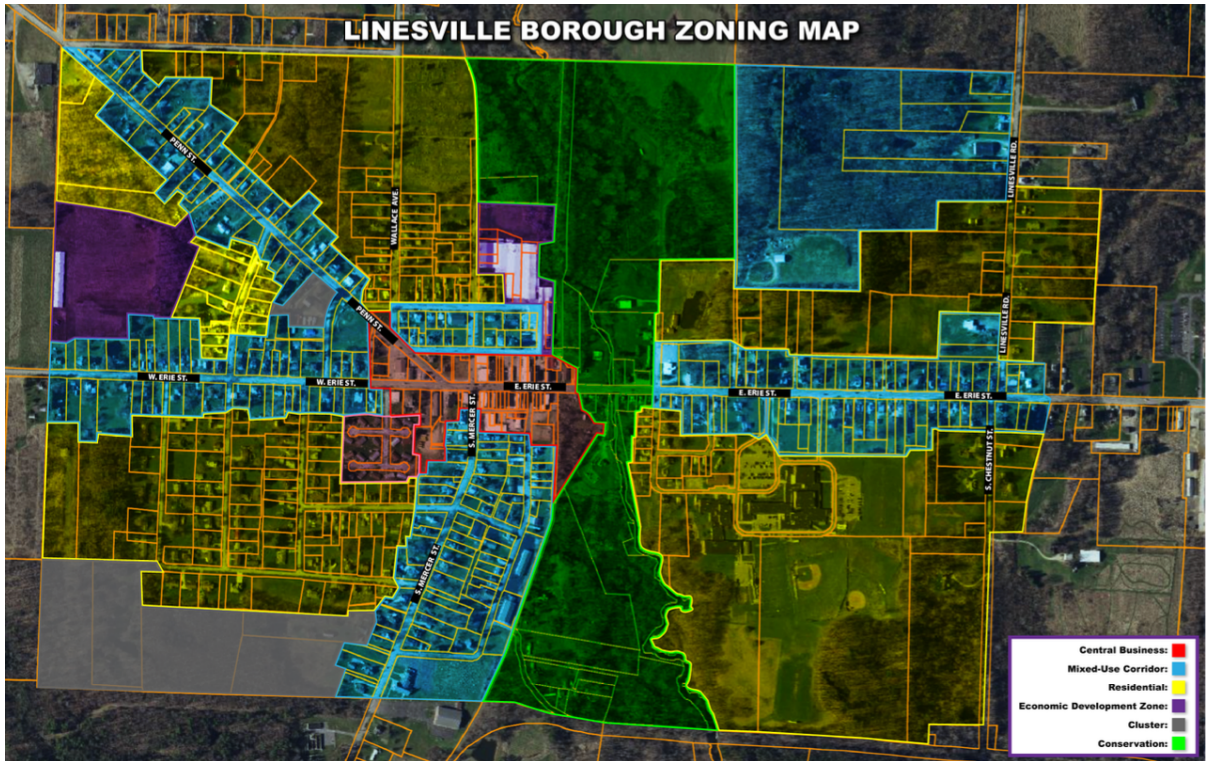 LINESVILLE BOROUGH ZONING MAP
PENN ST.
WALLACE AVE.
LINESVILLE RD.
PENN ST.
LINESVILLE RD.
W. ERIE ST.
W. ERIE ST.
E. ERIE ST.
E. ERIE ST.
E. ERIE ST.
S. MERCER ST.
S. CHESTNUT ST.
S. MERCER ST.
Central Business:
Mixed-Use Corridor:
Residential:
Economic Development Zone:
Cluster:
Conservation: